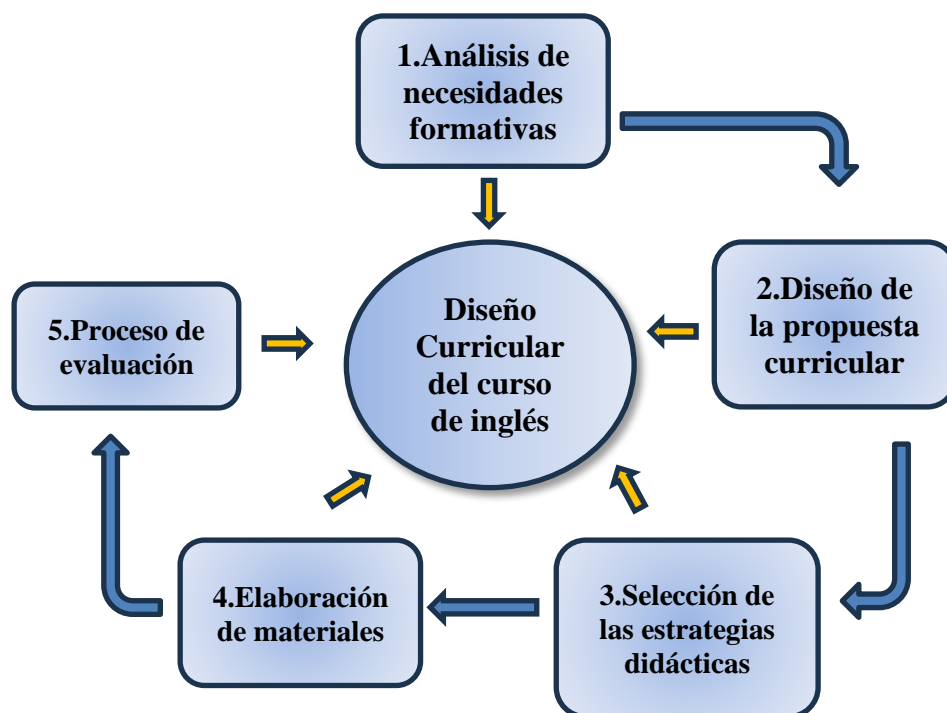 1.Análisis de
necesidades
formativas
2.Diseño de
la propuesta
curricular
Diseño
Curricular
del curso
de inglés
5.Proceso de
evaluación
4.Elaboración
de materiales
3.Selección de
las estrategias
didácticas